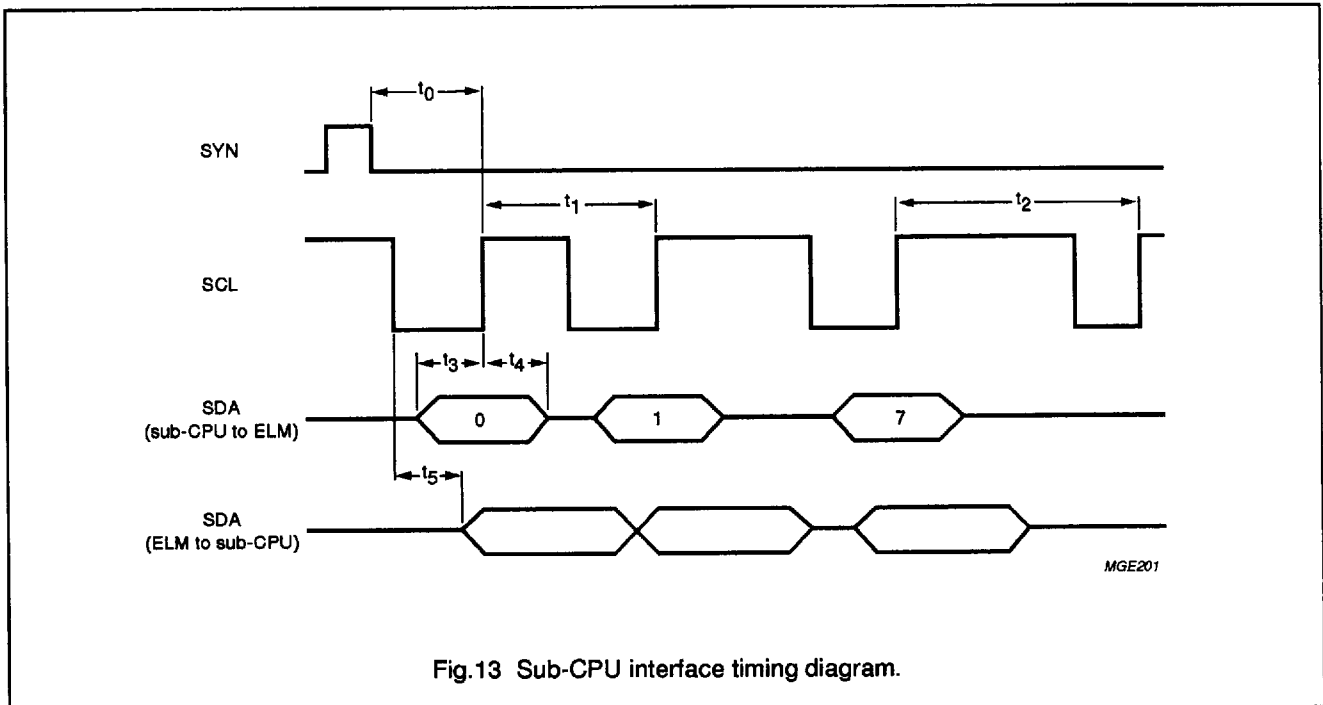 t0
SYN
t1
t2
SCL
t3 t4
SDA
(sub-CPU to ELM)
0 1 7
t5
SDA
(ELM to sub-CPU)
MGE201
Fig.13 Sub-CPU interface timing diagram.